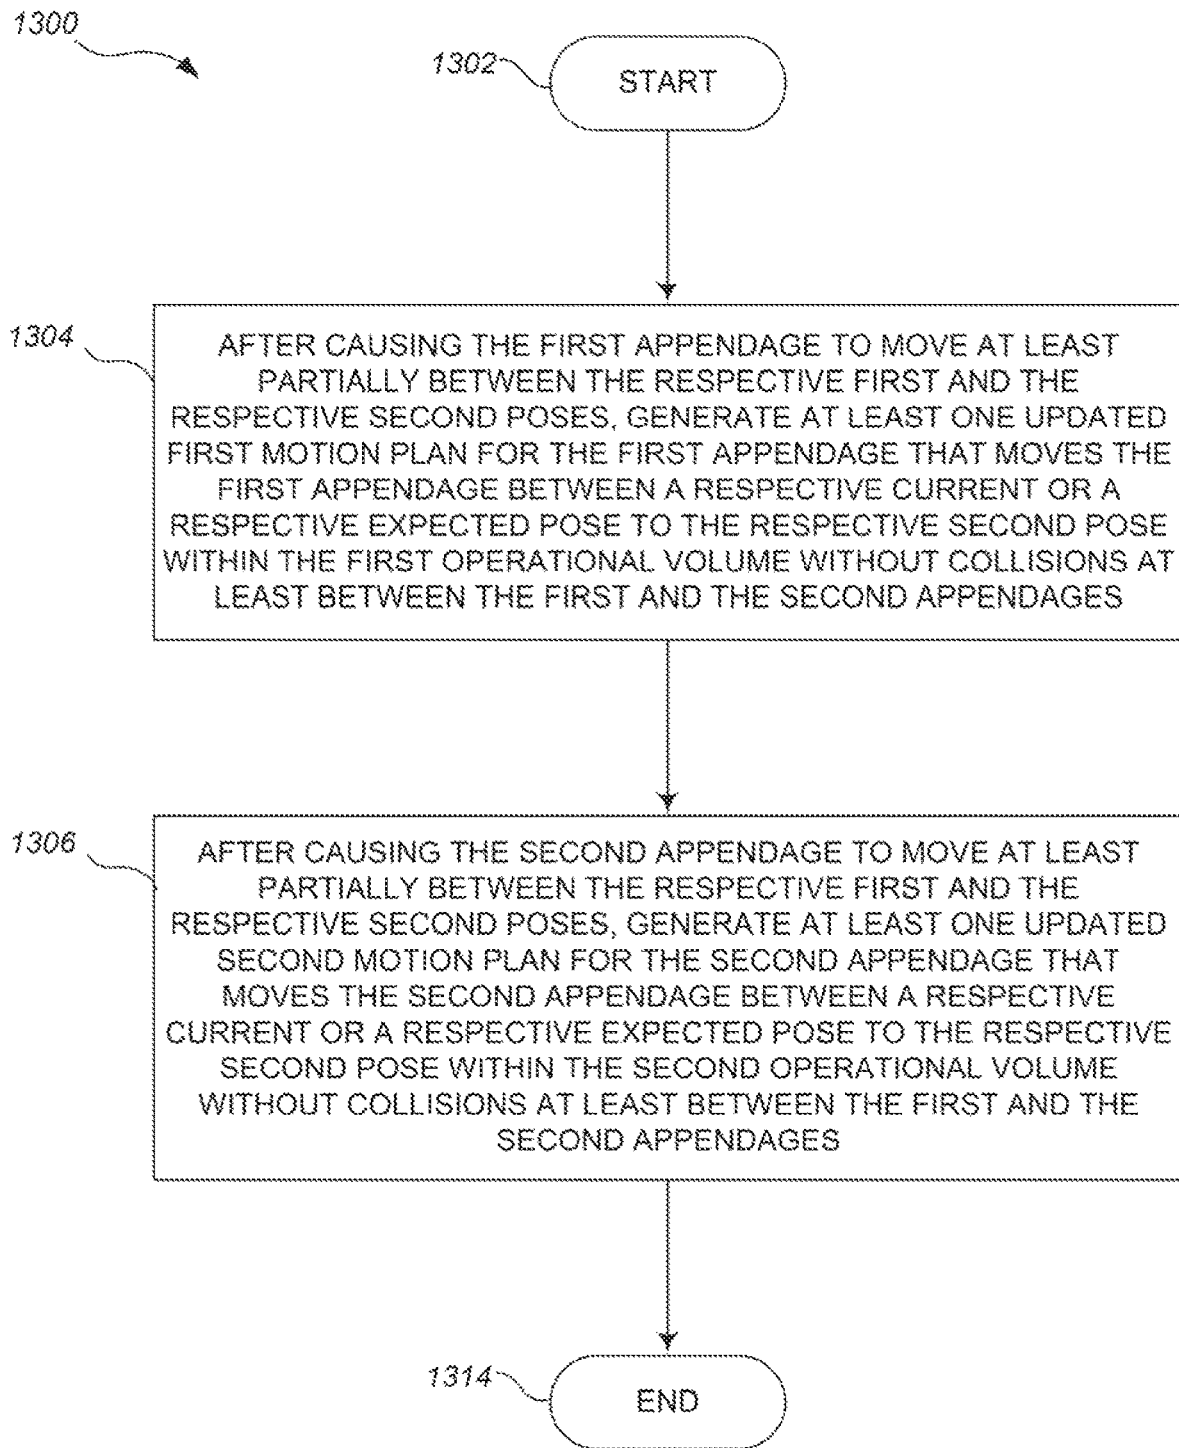 1300
1302
START
1304
AFTER CAUSING THE FIRST APPENDAGE TO MOVE AT LEAST
PARTIALLY BETWEEN THE RESPECTIVE FIRST AND THE
RESPECTIVE SECOND POSES, GENERATE AT LEAST ONE UPDATED
FIRST MOTION PLAN FOR THE FIRST APPENDAGE THAT MOVES THE
FIRST APPENDAGE BETWEEN A RESPECTIVE CURRENT OR A
RESPECTIVE EXPECTED POSE TO THE RESPECTIVE SECOND POSE
WITHIN THE FIRST OPERATIONAL VOLUME WITHOUT COLLISIONS AT
LEAST BETWEEN THE FIRST AND THE SECOND APPENDAGES
1306
AFTER CAUSING THE SECOND APPENDAGE TO MOVE AT LEAST
PARTIALLY BETWEEN THE RESPECTIVE FIRST AND THE
RESPECTIVE SECOND POSES, GENERATE AT LEAST ONE UPDATED
SECOND MOTION PLAN FOR THE SECOND APPENDAGE THAT
MOVES THE SECOND APPENDAGE BETWEEN A RESPECTIVE
CURRENT OR A RESPECTIVE EXPECTED POSE TO THE RESPECTIVE
SECOND POSE WITHIN THE SECOND OPERATIONAL VOLUME
WITHOUT COLLISIONS AT LEAST BETWEEN THE FIRST AND THE
SECOND APPENDAGES
1314
END